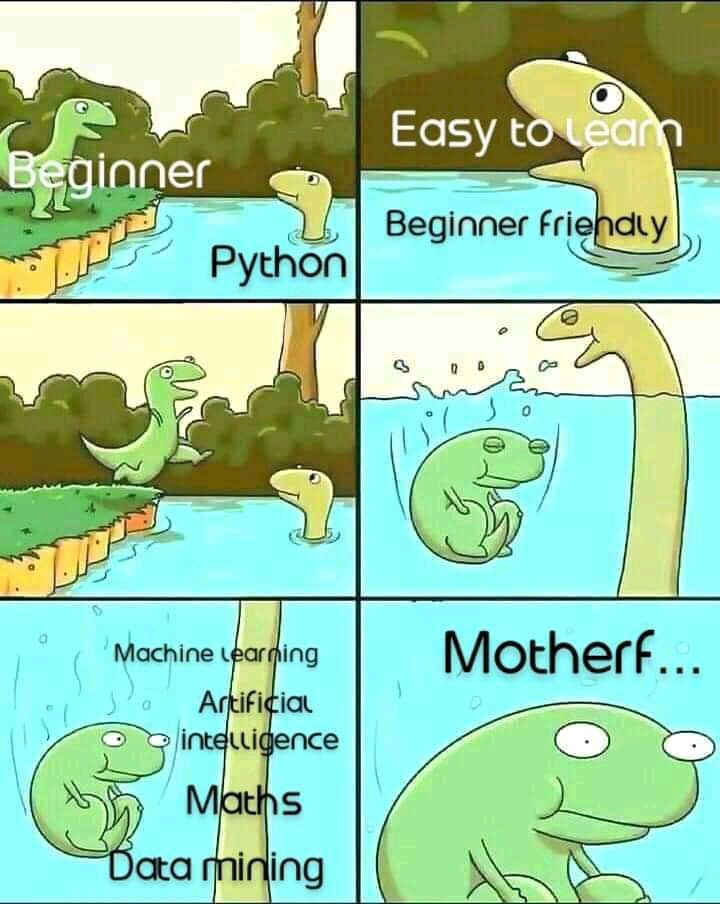 Beginner
Python
Easy to Learn
Beginner friendly
Machine Learning
Artificial
intelligence
Maths
Data mining
Motherf...